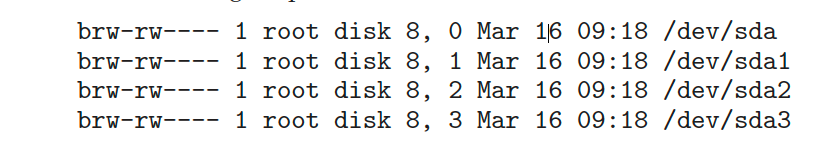 brw-rw---- 1 root disk 8, 0 Mar 16 09:18 /dev/sda
brw-rw---- 1 root disk 8, 1 Mar 16 09:18 /dev/sda1
brw-rw---- 1 root disk 8, 2 Mar 16 09:18 /dev/sda2
brw-rw---- 1 root disk 8, 3 Mar 16 09:18 /dev/sda3